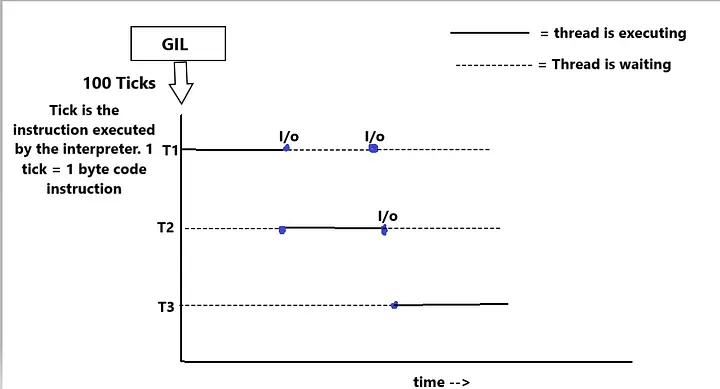 GIL
= thread is executing
= Thread is waiting
100 Ticks
Tick is the
instruction executed
by the interpreter. 1
tick = 1 byte code
instruction
I/o
I/o
T1
I/o
T2
T3
time -->